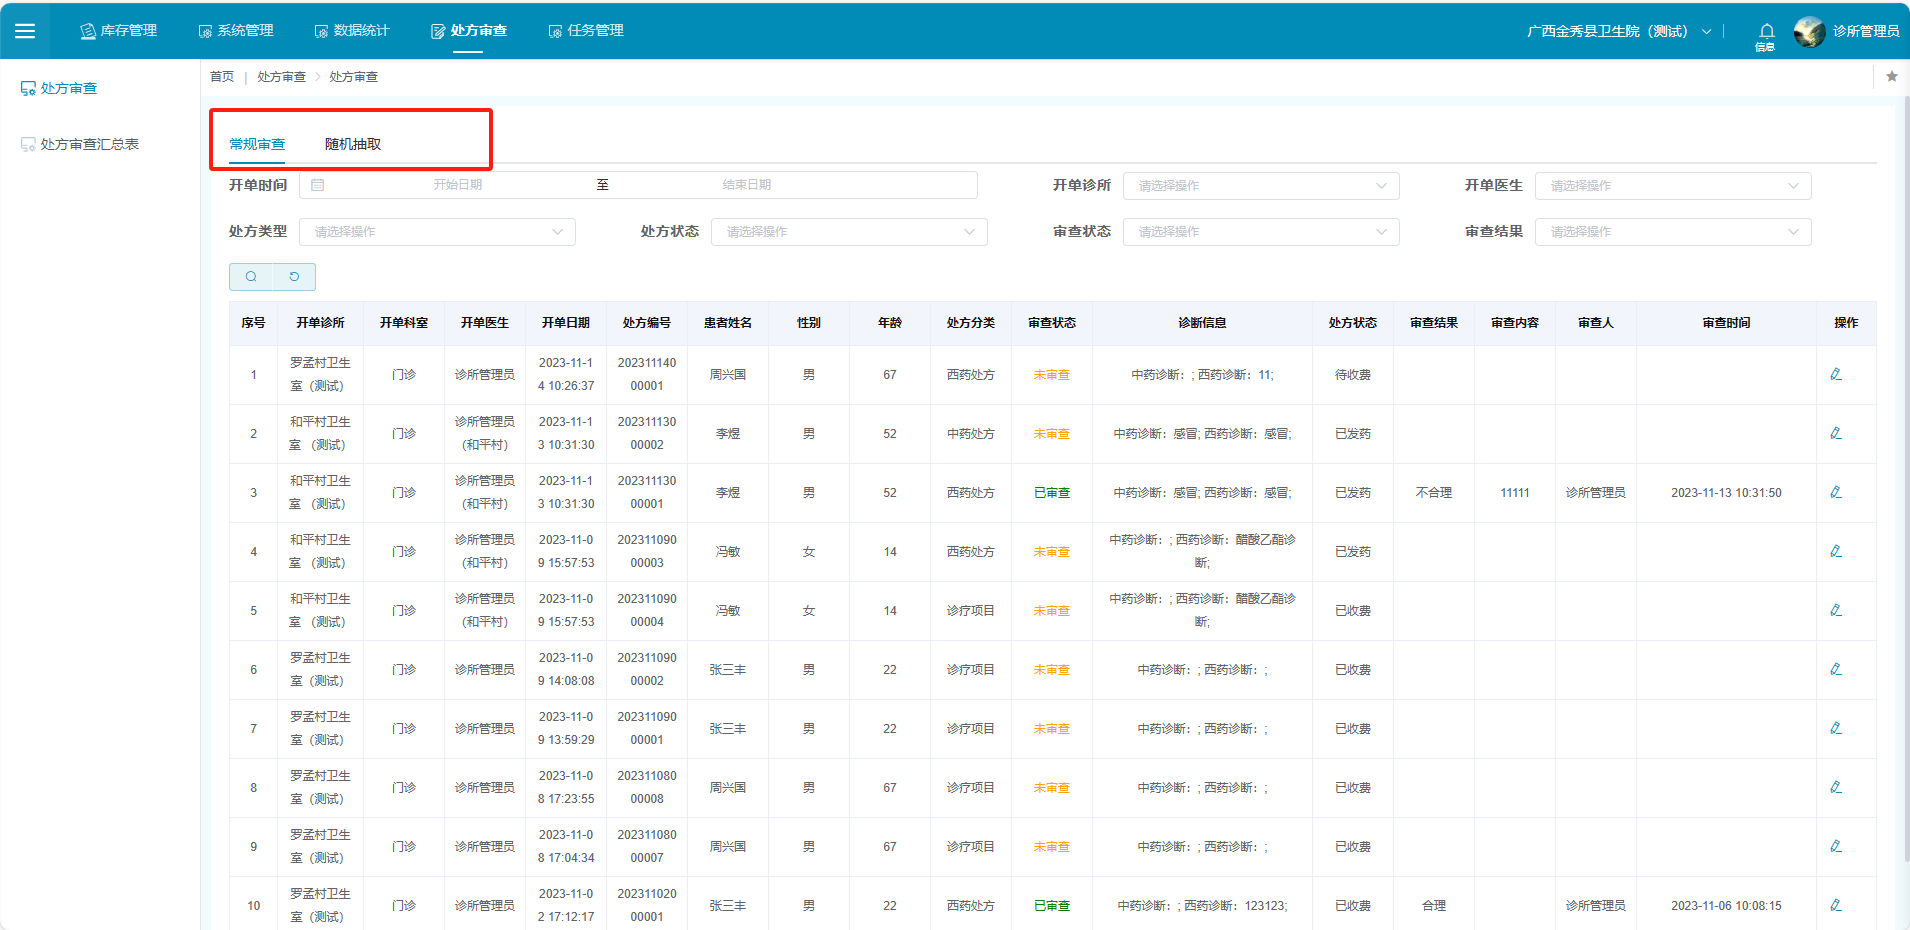 库存管理 系统管理 数据统计 处方审查 任务管理 广西金秀县卫生院（测试） 信息 诊所管理员
处方审查
处方审查汇总表
首页 | 处方审查 > 处方审查
常规审查 随机抽取
开单时间 开始日期 至 结束日期 开单诊所 请选择操作 开单医生 请选择操作
处方类型 请选择操作 处方状态 请选择操作 审查状态 请选择操作 审查结果 请选择操作
序号 开单诊所 开单科室 开单医生 开单日期 处方编号 患者姓名 性别 年龄 处方分类 审查状态 诊断信息 处方状态 审查结果 审查内容 审查人 审查时间 操作
罗孟村卫生 2023-11-1 202311140
1 门诊 诊所管理员 周兴国 男 67 西药处方 未审查 中药诊断：; 西药诊断：11; 待收费
室（测试） 4 10:26:37 00001
和平村卫生 诊所管理员 2023-11-1 202311130
2 门诊 李煜 男 52 中药处方 未审查 中药诊断：感冒; 西药诊断：感冒; 已发药
室 （测试） (和平村) 3 10:31:30 00002
和平村卫生 诊所管理员 2023-11-1 202311130
3 门诊 李煜 男 52 西药处方 已审查 中药诊断：感冒; 西药诊断：感冒; 已发药 不合理 11111 诊所管理员 2023-11-13 10:31:50
室 （测试） (和平村) 3 10:31:30 00001
和平村卫生 诊所管理员 2023-11-0 202311090 中药诊断：; 西药诊断：醋酸乙酯诊
4 门诊 冯敏 女 14 西药处方 未审查 已发药
室 （测试） (和平村) 9 15:57:53 00003 断;
和平村卫生 诊所管理员 2023-11-0 202311090 中药诊断：; 西药诊断：醋酸乙酯诊
5 门诊 冯敏 女 14 诊疗项目 未审查 已收费
室 （测试） (和平村) 9 15:57:53 00004 断;
罗孟村卫生 2023-11-0 202311090
6 门诊 诊所管理员 张三丰 男 22 诊疗项目 未审查 中药诊断：; 西药诊断：; 已收费
室（测试） 9 14:08:08 00002
罗孟村卫生 2023-11-0 202311090
7 门诊 诊所管理员 张三丰 男 22 诊疗项目 未审查 中药诊断：; 西药诊断：; 已收费
室（测试） 9 13:59:29 00001
罗孟村卫生 2023-11-0 202311080
8 门诊 诊所管理员 周兴国 男 67 诊疗项目 未审查 中药诊断：; 西药诊断：; 已收费
室（测试） 8 17:23:55 00008
罗孟村卫生 2023-11-0 202311080
9 门诊 诊所管理员 周兴国 男 67 诊疗项目 未审查 中药诊断：; 西药诊断：; 已收费
室（测试） 8 17:04:34 00007
罗孟村卫生 2023-11-0 202311020
10 门诊 诊所管理员 张三丰 男 22 西药处方 已审查 中药诊断：; 西药诊断：123123; 已收费 合理 诊所管理员 2023-11-06 10:08:15
室（测试） 2 17:12:17 00001